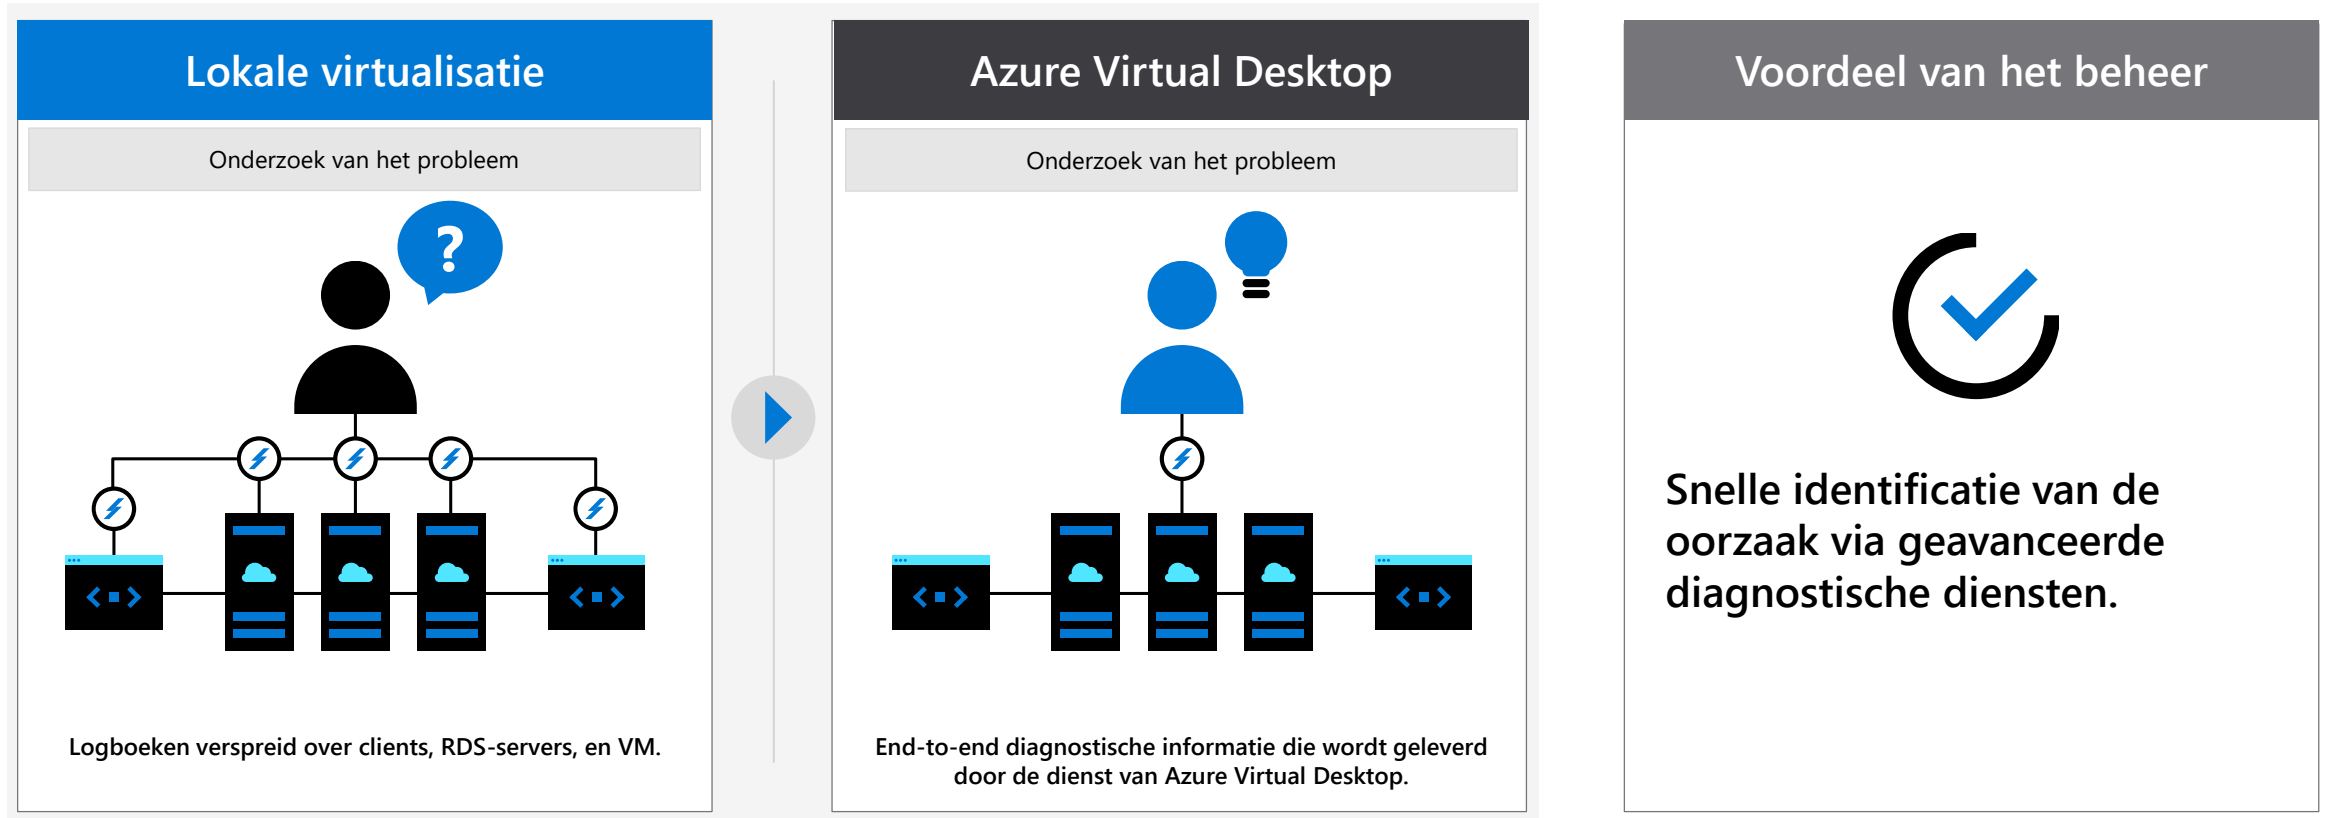 Lokale virtualisatie
Onderzoek van het probleem
?
Logboeken verspreid over clients, RDS-servers, en VM.
Azure Virtual Desktop
Onderzoek van het probleem
End-to-end diagnostische informatie die wordt geleverd
door de dienst van Azure Virtual Desktop.
Voordeel van het beheer
Snelle identificatie van de
oorzaak via geavanceerde
diagnostische diensten.